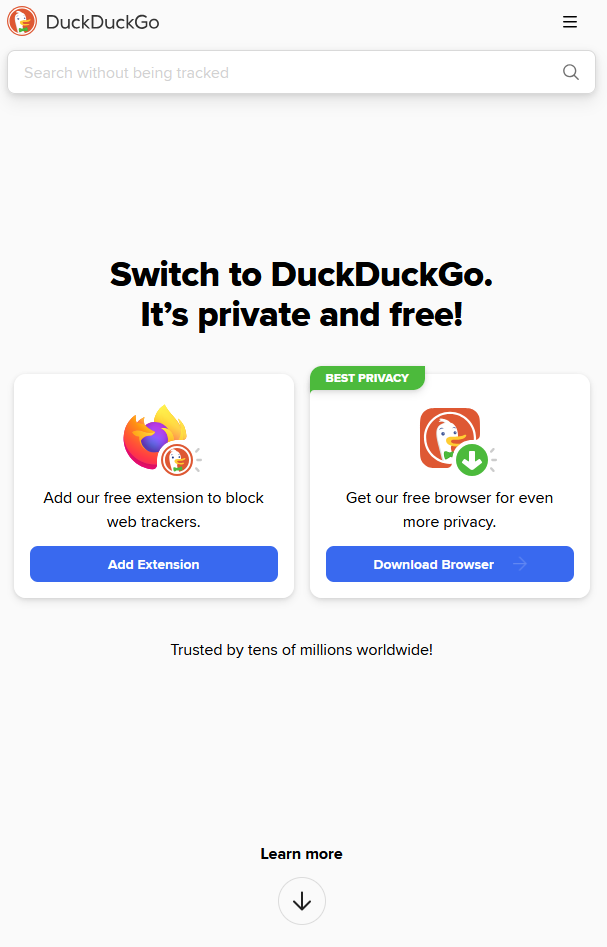 DuckDuckGo
Search without being tracked
Switch to DuckDuckGo.
It’s private and free!
Add our free extension to block
web trackers.
Add Extension
BEST PRIVACY
Get our free browser for even
more privacy.
Download Browser
Trusted by tens of millions worldwide!
Learn more